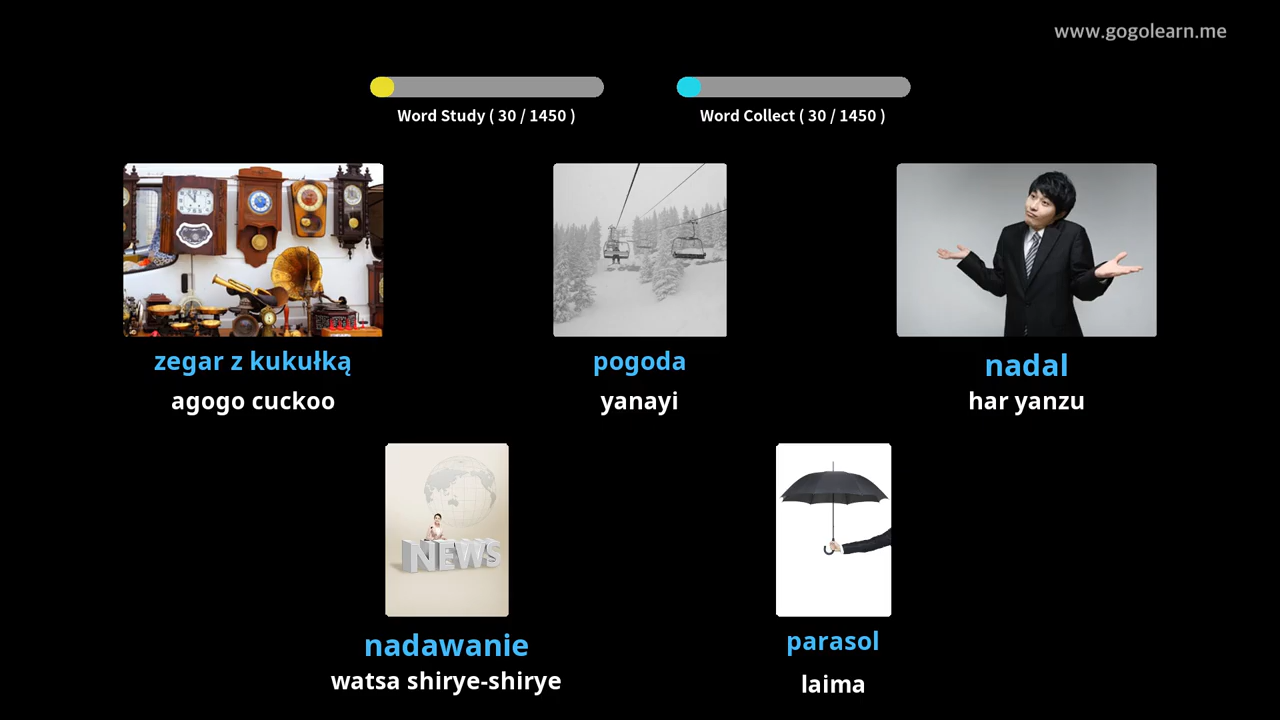 www.gogolearn.me
Word Study ( 30 / 1450 )
Word Collect ( 30 / 1450 )
zegar z kukułką
agogo cuckoo
pogoda
yanayi
nadal
har yanzu
NEWS
nadawanie
watsa shirye-shirye
parasol
laima